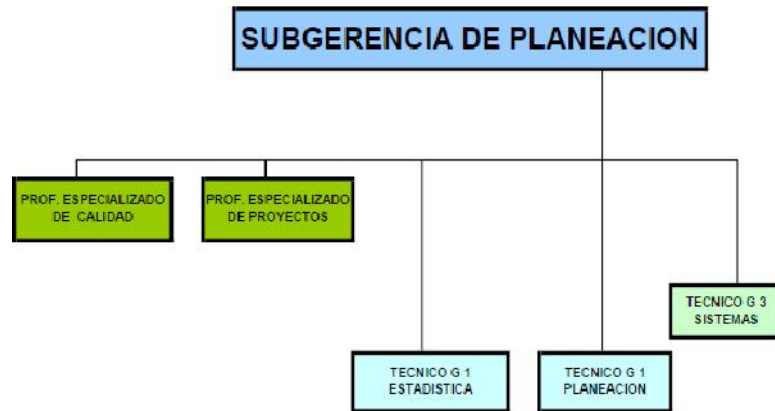 SUBGERENCIA DE PLANEACION
PROF. ESPECIALIZADO
DE CALIDAD
PROF. ESPECIALIZADO
DE PROYECTOS
TECNICO G 3
SISTEMAS
TECNICO G 1
ESTADISTICA
TECNICO G 1
PLANEACION